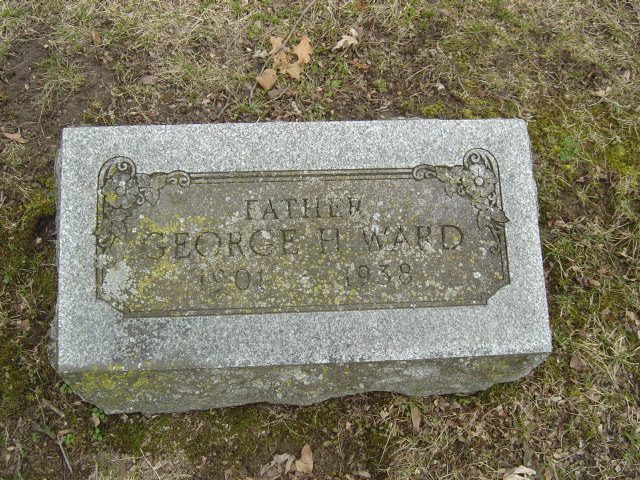 FATHER
GEORGE H WARD
1901 1938